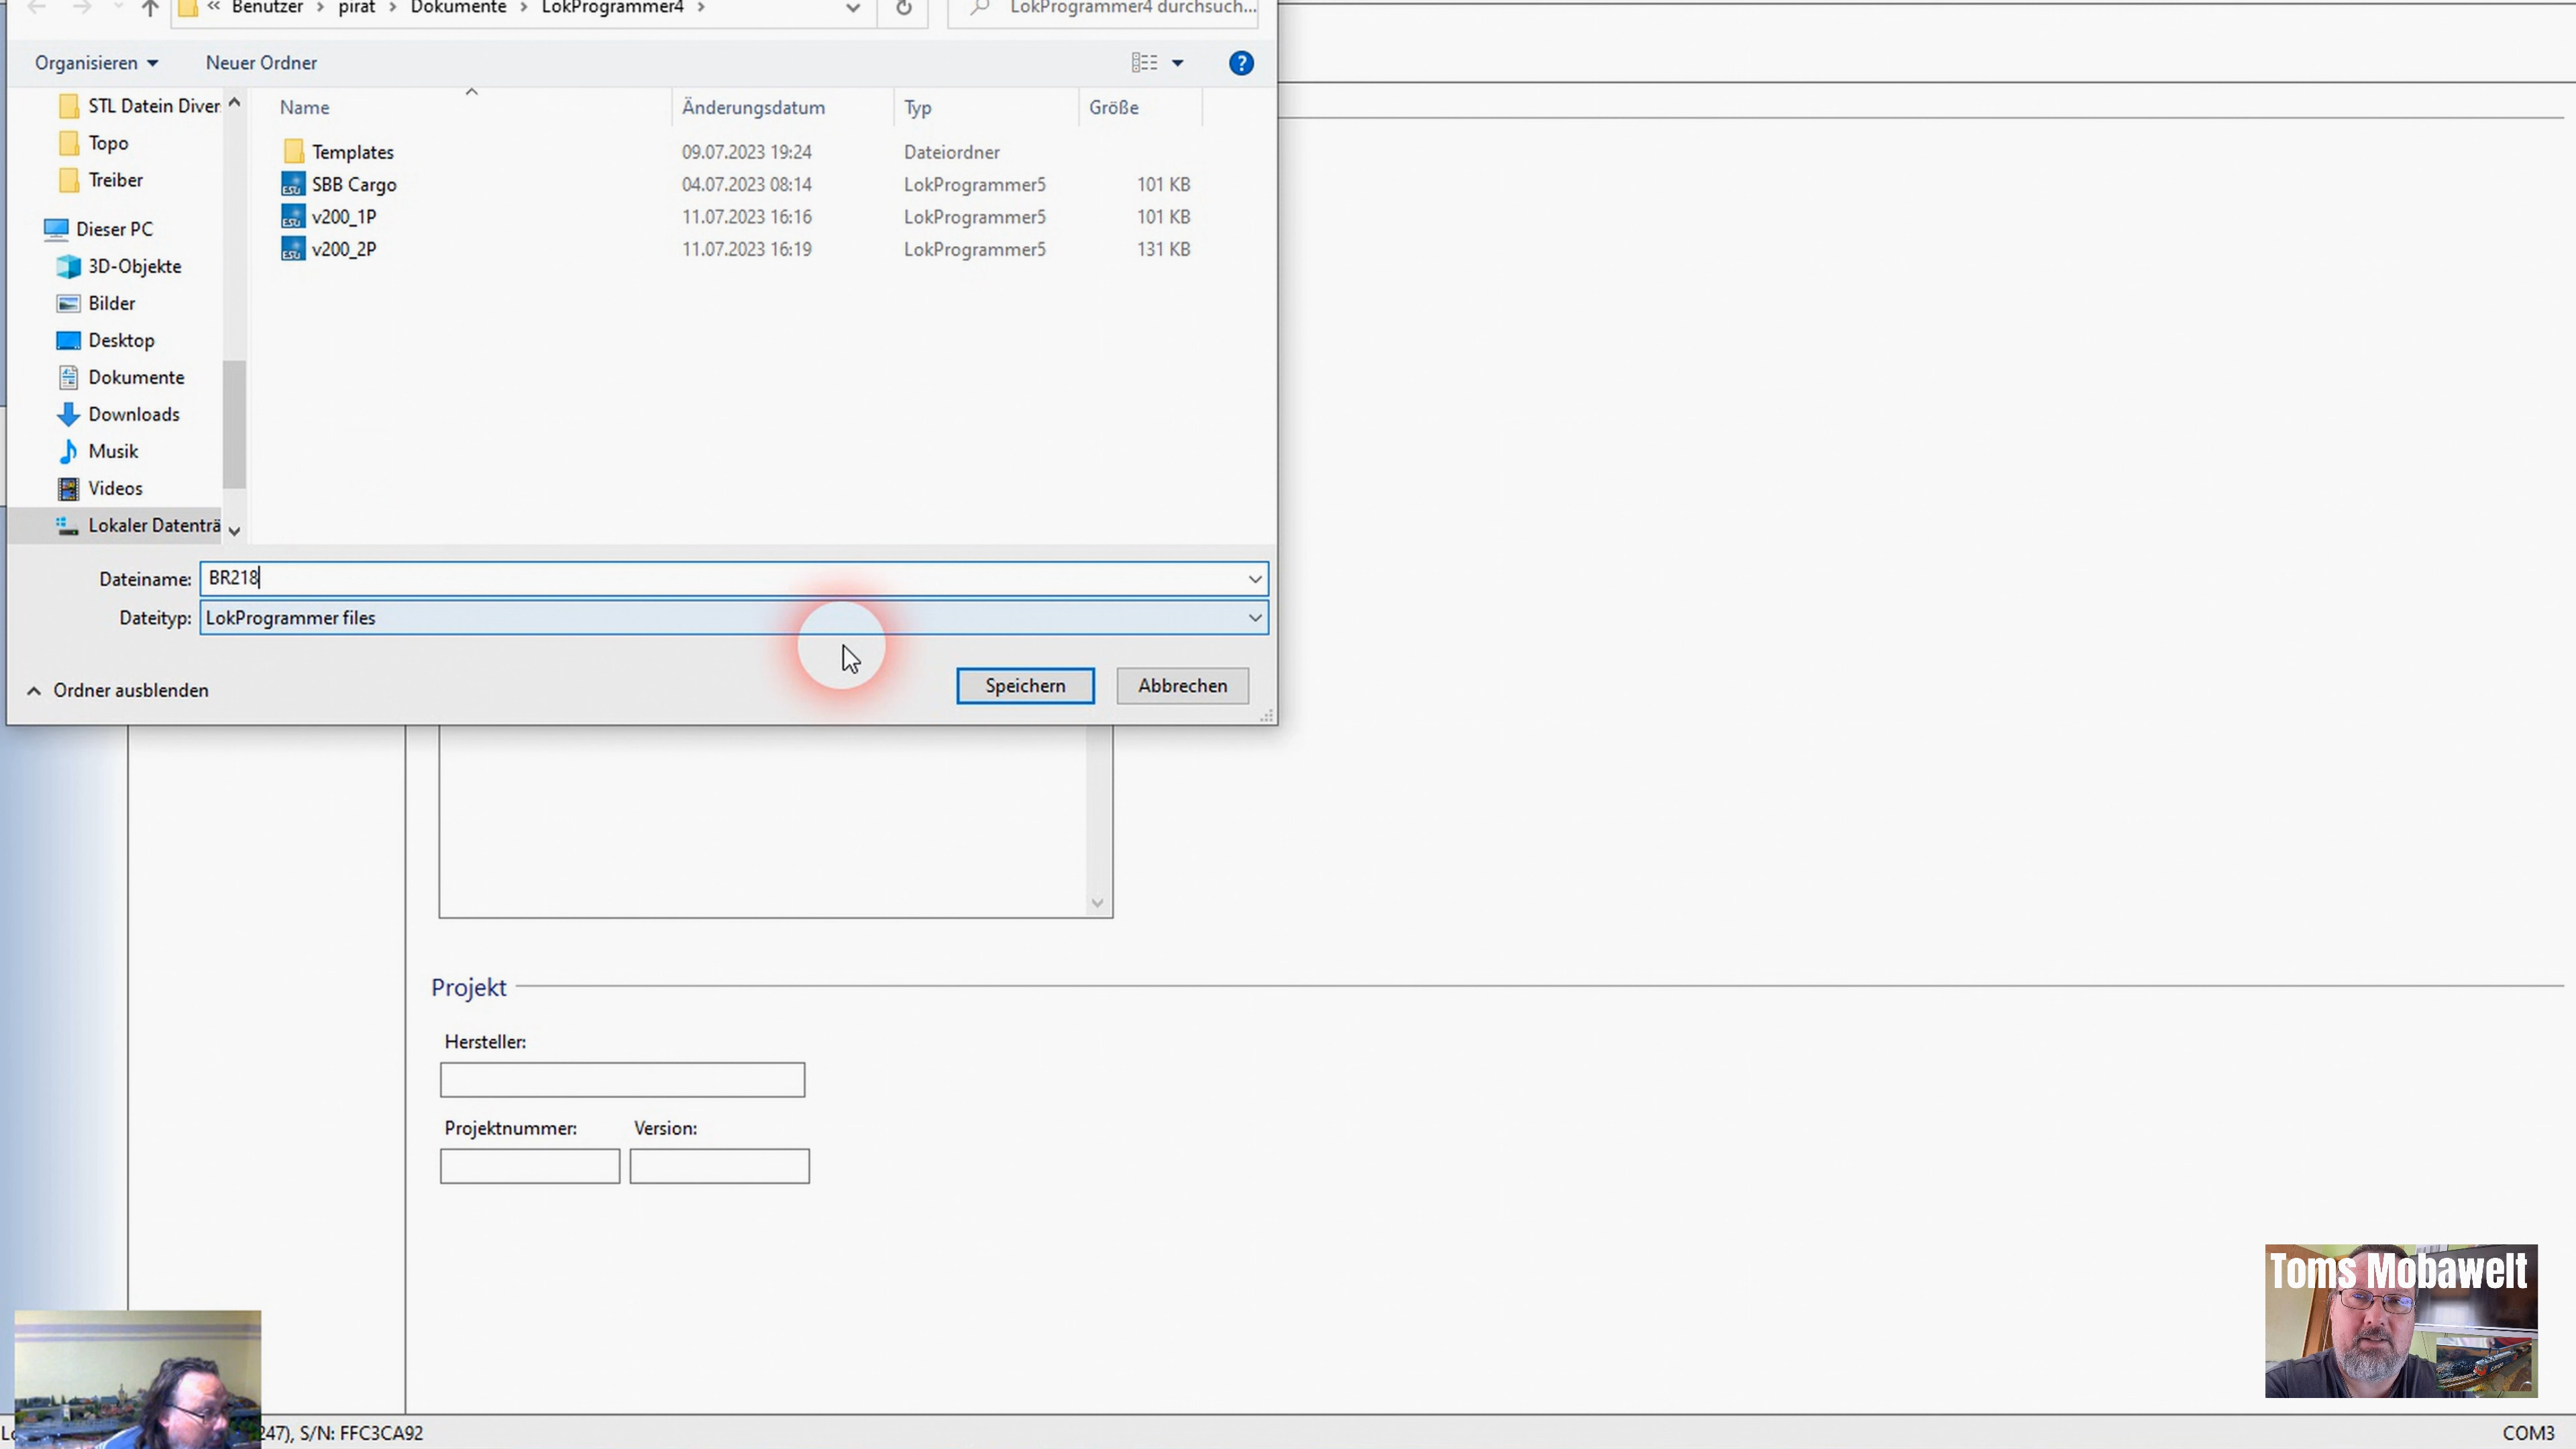 Benutzer › pirat › Dokumente › LokProgrammer4 ›
LokProgrammer4 durchsuch...
Organisieren
Neuer Ordner
?
STL Datein Diver
Topo
Treiber
Dieser PC
3D-Objekte
Bilder
Desktop
Dokumente
Downloads
Musik
Videos
Lokaler Datenträ
Name Änderungsdatum Typ Größe
Templates 09.07.2023 19:24 Dateiordner
SBB Cargo 04.07.2023 08:14 LokProgrammer5 101 KB
v200_1P 11.07.2023 16:16 LokProgrammer5 101 KB
v200_2P 11.07.2023 16:19 LokProgrammer5 131 KB
Dateiname: BR218
Dateityp: LokProgrammer files
Ordner ausblenden
Speichern
Abbrechen
Projekt
Hersteller:
Projektnummer: Version:
Toms Mobawelt
247), S/N: FFC3CA92
COM3